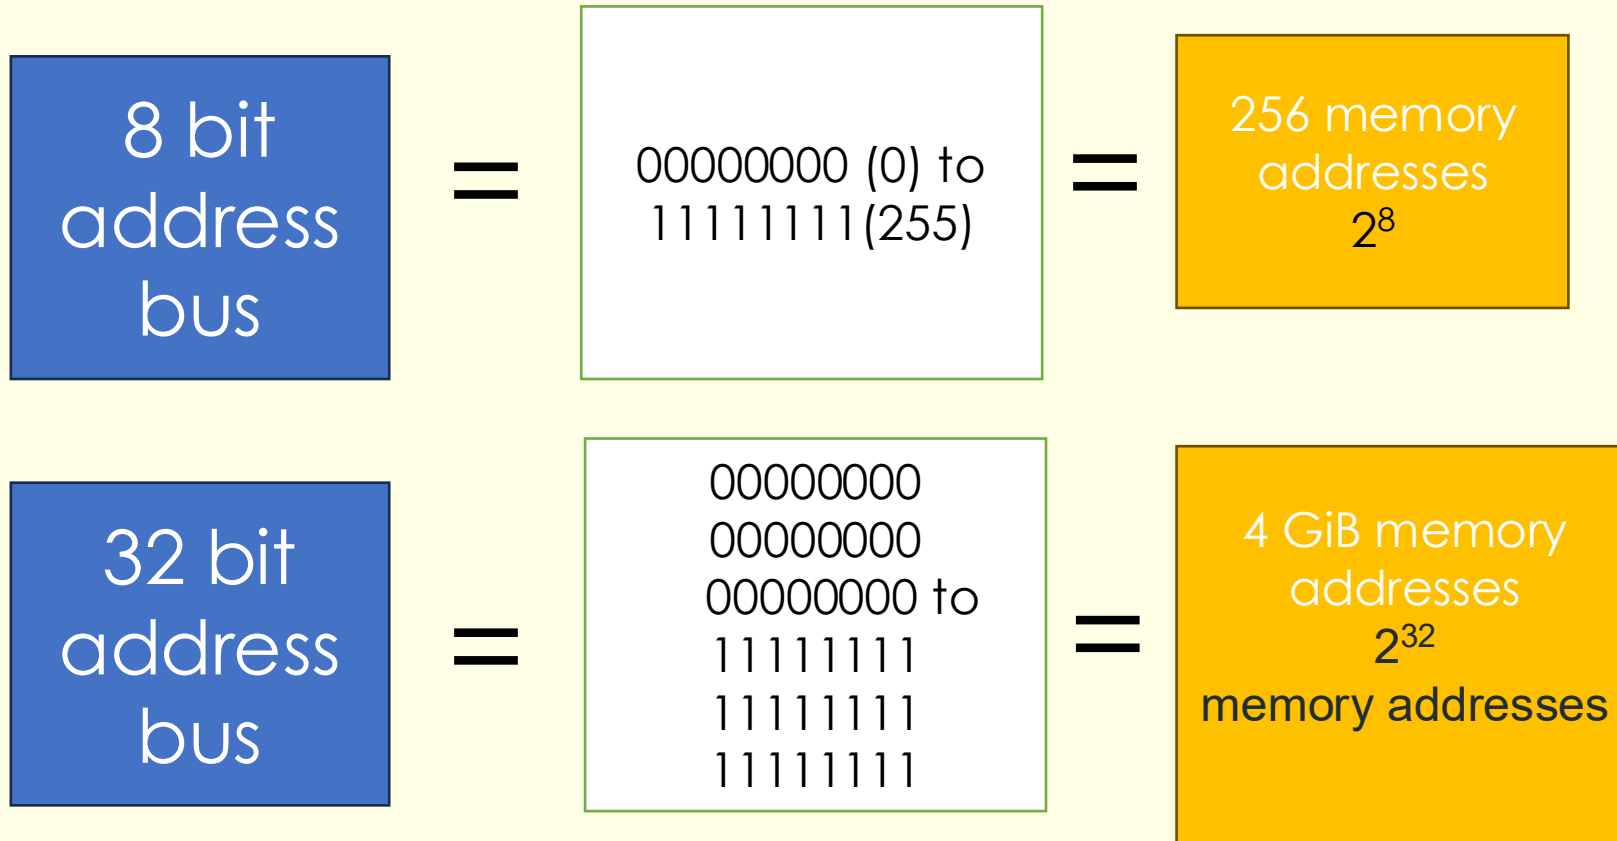 8 bit
address
bus
=
00000000 (0) to
11111111(255)
=
256 memory
addresses
2⁸
32 bit
address
bus
=
00000000
00000000
00000000 to
11111111
11111111
11111111
=
4 GiB memory
addresses
2³²
memory addresses